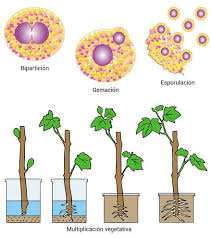 Bipartición
Gemación
Esporulación
Multiplicación vegetativa